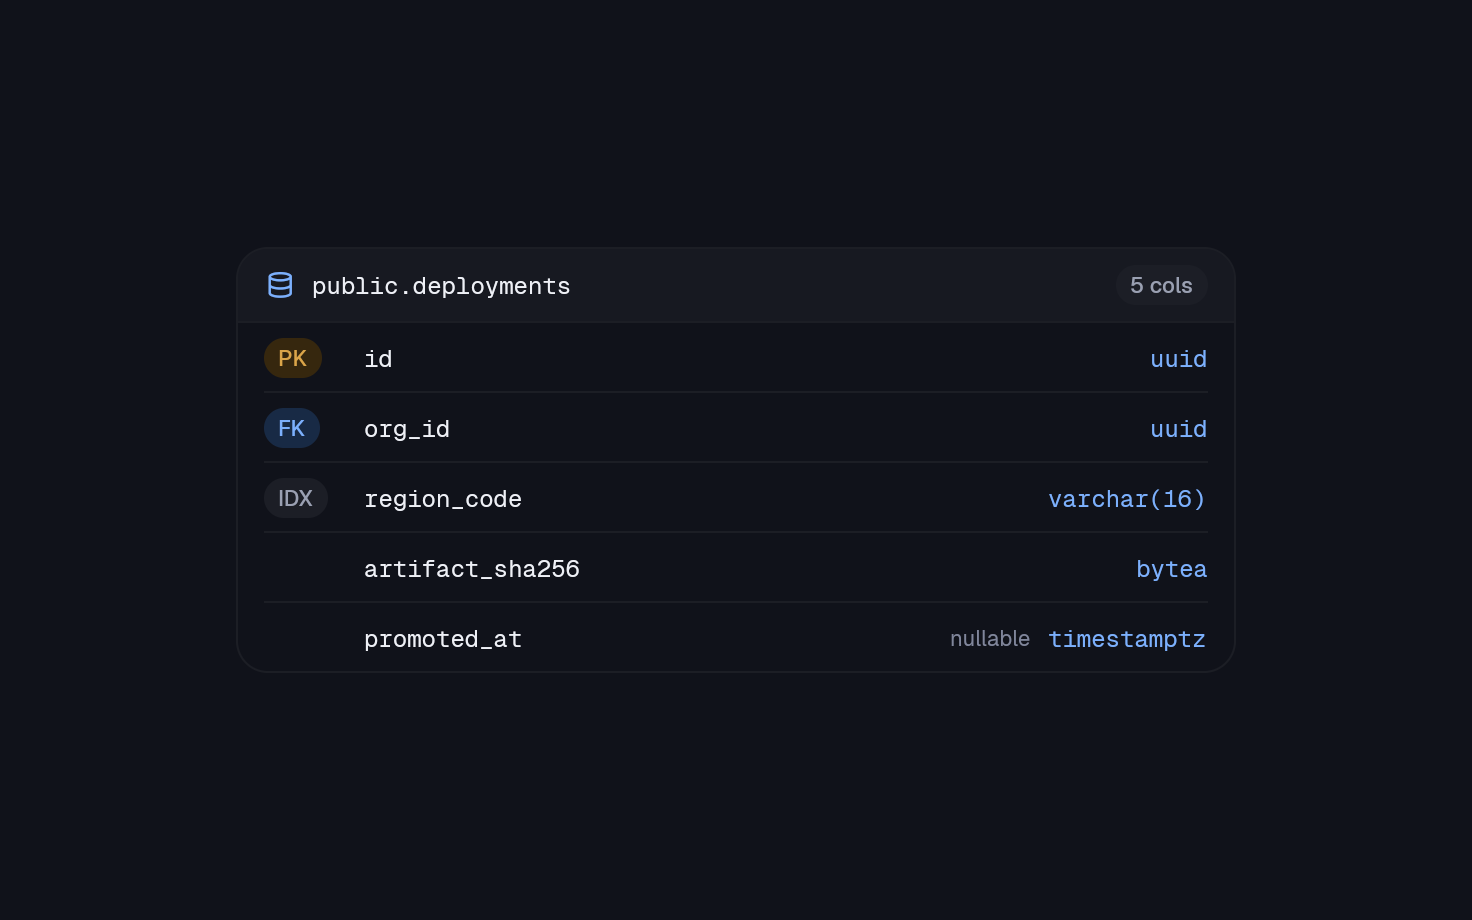 public.deployments 5 cols
PK id uuid
FK org_id uuid
IDX region_code varchar(16)
artifact_sha256 bytea
promoted_at nullable timestamptz